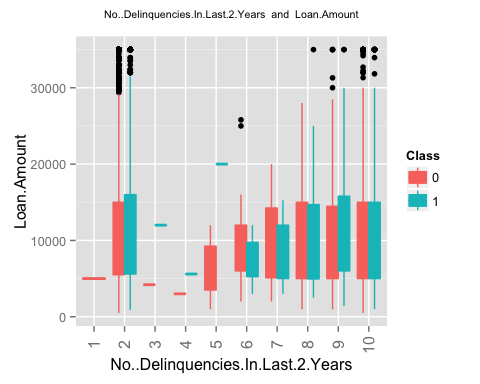 No..Delinquencies.In.Last.2.Years and Loan.Amount
30000
20000
10000
0
Loan.Amount
1 2 3 4 5 6 7 8 9 10
No..Delinquencies.In.Last.2.Years
Class
0
1